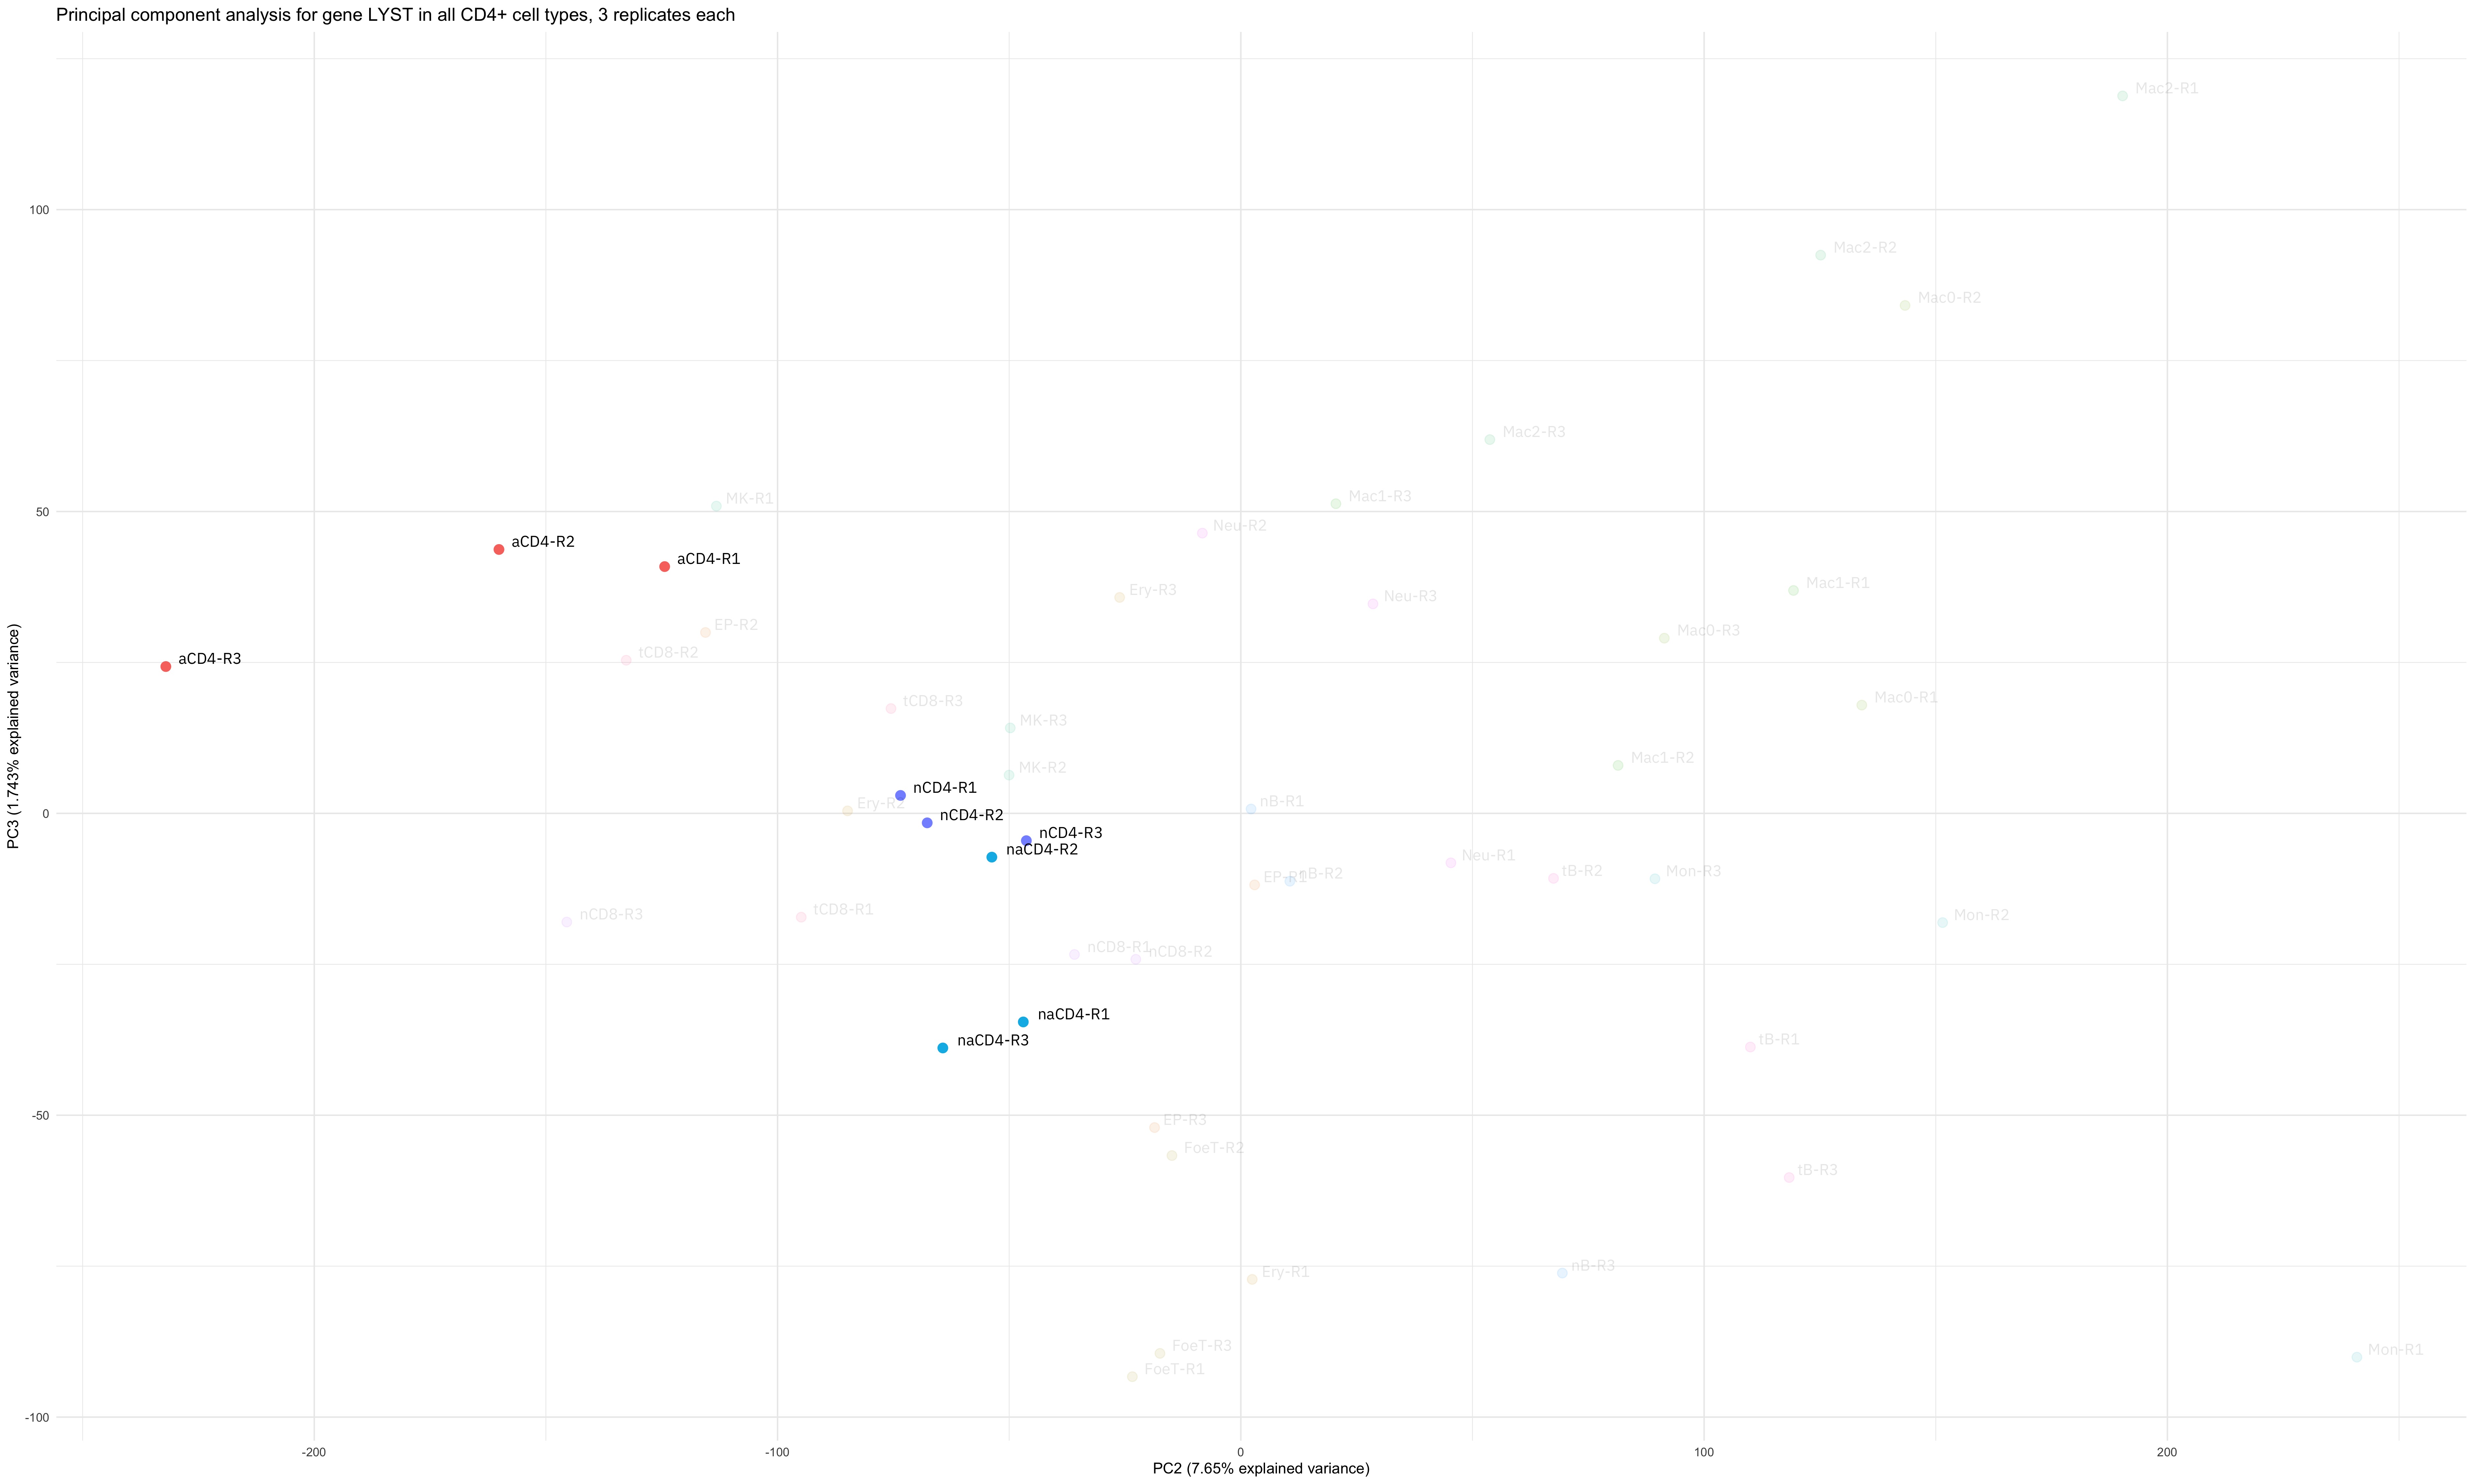 Principal component analysis for gene LYST in all CD4+ cell types, 3 replicates each
Mac2-R1
100
Mac2-R2
Mac0-R2
Mac2-R3
MK-R1
Mac1-R3
50
Neu-R2
aCD4-R2
aCD4-R1
Mac1-R1
Ery-R3
Neu-R3
EP-R2
Mac0-R3
tCD8-R2
aCD4-R3
tCD8-R3
Mac0-R1
MK-R3
Mac1-R2
MK-R2
nCD4-R1
nB-R1
Ery-R2
0
nCD4-R2
nCD4-R3
naCD4-R2
Neu-R1
tB-R2
Mon-R3
EP-R1
nB-R2
tCD8-R1
nCD8-R3
Mon-R2
nCD8-R1
nCD8-R2
naCD4-R1
naCD4-R3
tB-R1
-50
EP-R3
FoeT-R2
tB-R3
nB-R3
Ery-R1
FoeT-R3
Mon-R1
FoeT-R1
-100
PC3 (1.743% explained variance)
-200
-100
0
100
200
PC2 (7.65% explained variance)